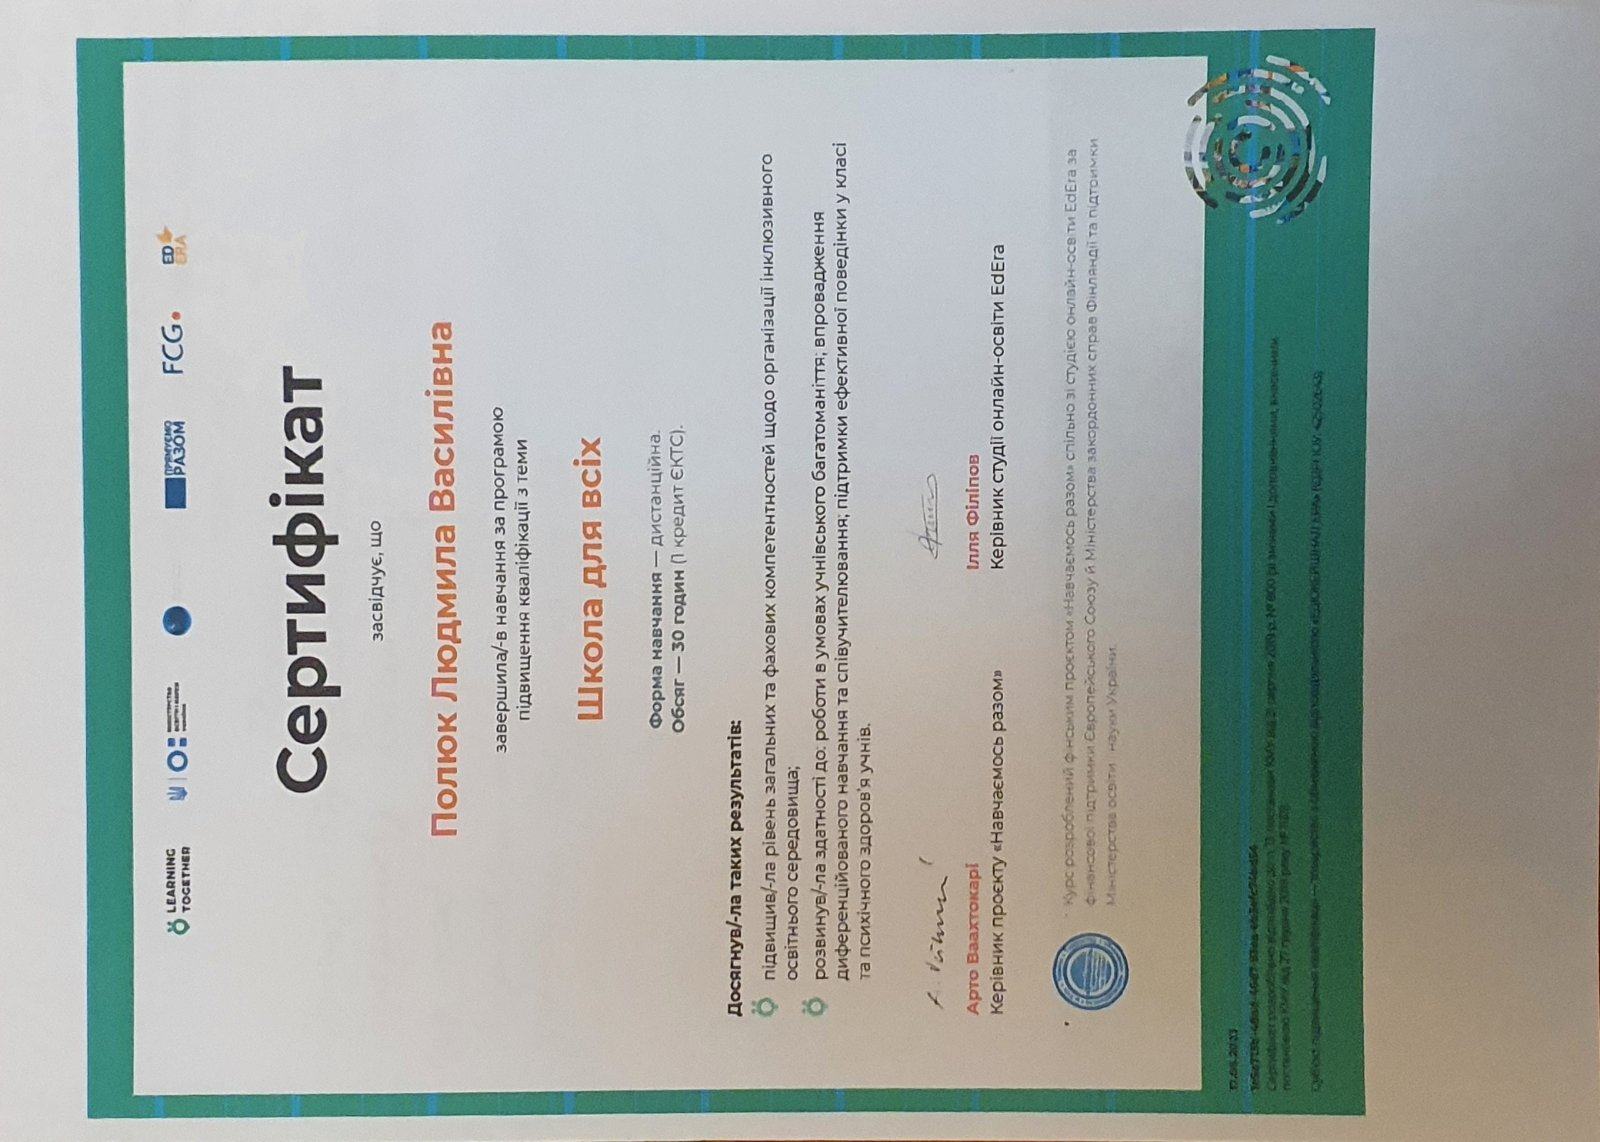 LEARNING
TOGETHER
МІНІСТЕРСТВО
ОСВІТИ І НАУКИ
УКРАЇНИ
ПРЯМУЄМО
РАЗОМ
FCG.
ED
ERA
Сертифікат
засвідчує, що
Полюк Людмила Василівна
завершила/-в навчання за програмою
підвищення кваліфікації з теми
Школа для всіх
Форма навчання — дистанційна.
Обсяг — 30 годин (1 кредит ЄКТС).
Досягнув/-ла таких результатів:
підвищив/-ла рівень загальних та фахових компетентностей щодо організації інклюзивного
освітнього середовища;
розвинув/-ла здатності до: роботи в умовах учнівського багатоманіття; впровадження
диференційованого навчання та співучителювання; підтримки ефективної поведінки у класі
та психічного здоров'я учнів.
Арто Ваахтокарі
Керівник проєкту «Навчаємось разом»
Ілля Філіпов
Керівник студії онлайн-освіти EdEra
Курс розроблений фінським проєктом «Навчаємось разом» спільно зі студією онлайн-освіти EdEra за
фінансової підтримки Європейського Союзу й Міністерства закордонних справ Фінляндії та підтримки
Міністерства освіти і науки України.